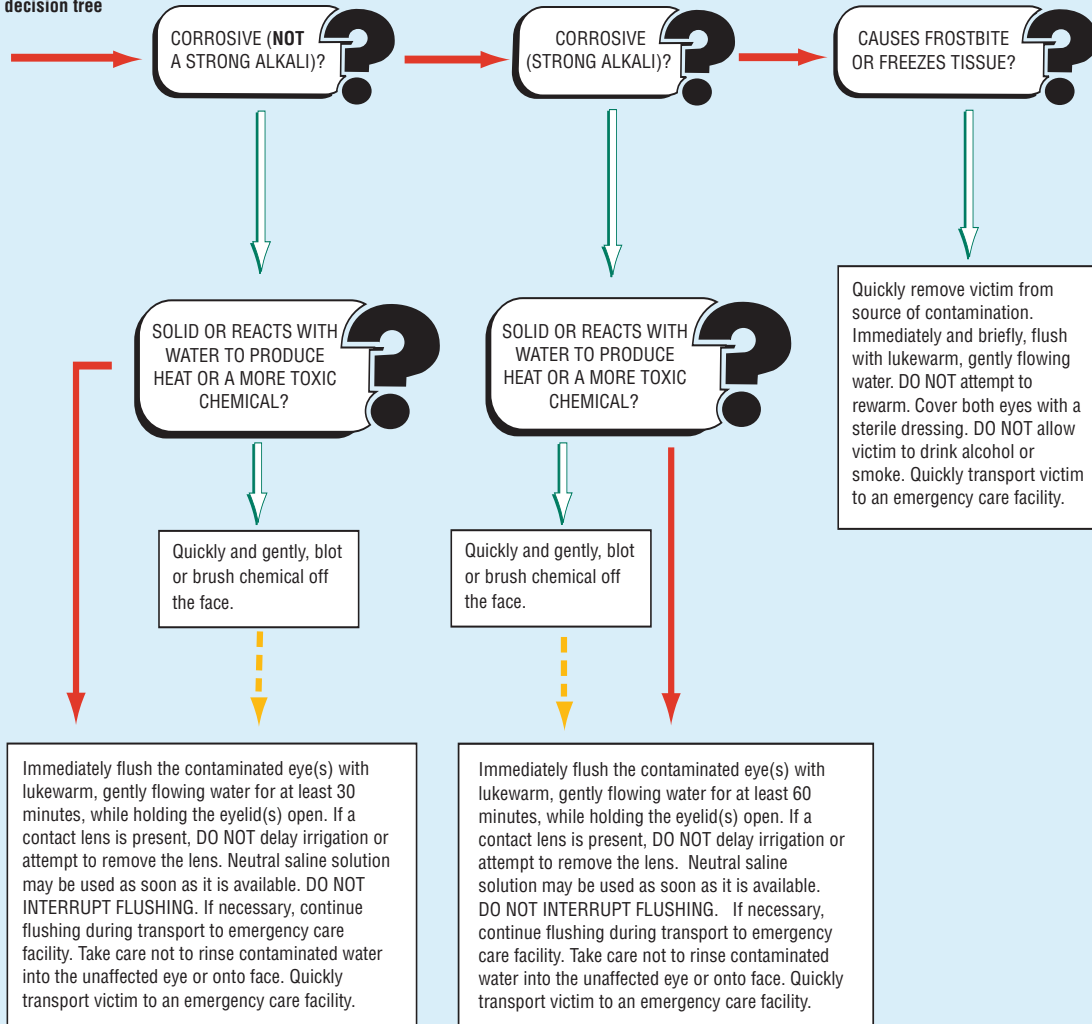 decision tree
CORROSIVE (NOT
A STRONG ALKALI)?
CORROSIVE
(STRONG ALKALI)?
CAUSES FROSTBITE
OR FREEZES TISSUE?
SOLID OR REACTS WITH
WATER TO PRODUCE
HEAT OR A MORE TOXIC
CHEMICAL?
SOLID OR REACTS WITH
WATER TO PRODUCE
HEAT OR A MORE TOXIC
CHEMICAL?
Quickly remove victim from
source of contamination.
Immediately and briefly, flush
with lukewarm, gently flowing
water. DO NOT attempt to
rewarm. Cover both eyes with a
sterile dressing. DO NOT allow
victim to drink alcohol or
smoke. Quickly transport victim
to an emergency care facility.
Quickly and gently, blot
or brush chemical off
the face.
Quickly and gently, blot
or brush chemical off
the face.
Immediately flush the contaminated eye(s) with
lukewarm, gently flowing water for at least 30
minutes, while holding the eyelid(s) open. If a
contact lens is present, DO NOT delay irrigation or
attempt to remove the lens. Neutral saline solution
may be used as soon as it is available. DO NOT
INTERRUPT FLUSHING. If necessary, continue
flushing during transport to emergency care
facility. Take care not to rinse contaminated water
into the unaffected eye or onto face. Quickly
transport victim to an emergency care facility.
Immediately flush the contaminated eye(s) with
lukewarm, gently flowing water for at least 60
minutes, while holding the eyelid(s) open. If a
contact lens is present, DO NOT delay irrigation or
attempt to remove the lens. Neutral saline
solution may be used as soon as it is available.
DO NOT INTERRUPT FLUSHING. If necessary,
continue flushing during transport to emergency
care facility. Take care not to rinse contaminated
water into the unaffected eye or onto face. Quickly
transport victim to an emergency care facility.